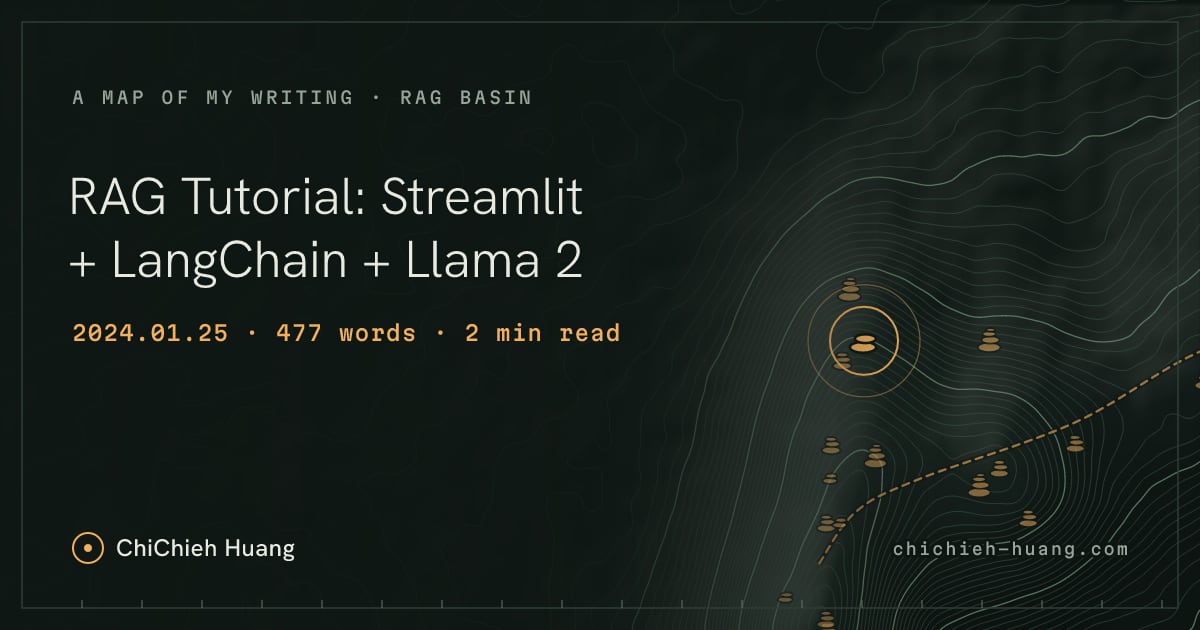 A MAP OF MY WRITING · RAG BASIN
RAG Tutorial: Streamlit
+ LangChain + Llama 2
2024.01.25 · 477 words · 2 min read
ChiChieh Huang
chichieh-huang.com